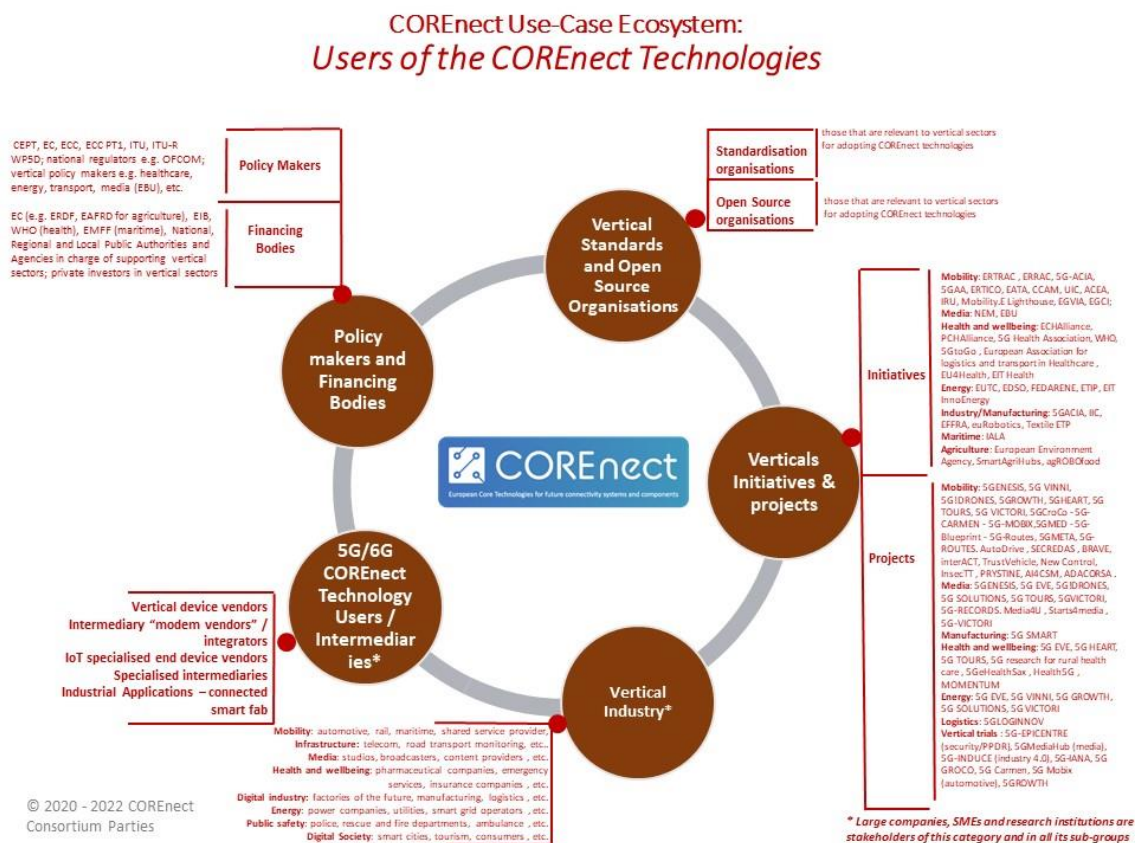 COREnect Use-Case Ecosystem:
Users of the COREnect Technologies
CEPT, EC, ECC, ECC PT1, ITU, ITU-R
WP5D; national regulators e.g. OFCOM;
vertical policy makers e.g. healthcare,
energy, transport, media (EBU), etc.
Policy Makers
EC (e.g. ERDF, EAFRD for agriculture), EIB,
WHO (health), EMFF (maritime), National,
Regional and Local Public Authorities and
Agencies in charge of supporting vertical
sectors; private investors in vertical sectors
Financing
Bodies
Standardisation
organisations
those that are relevant to vertical sectors
for adopting COREnect technologies
Open Source
organisations
those that are relevant to vertical sectors
for adopting COREnect technologies
Vertical
Standards
and Open
Source
Organisations
Policy
makers and
Financing
Bodies
Initiatives
Mobility: ERTRAC , ERRAC, 5G-ACIA,
5GAA, ERTICO, EATA, CCAM, UIC, ACEA,
IRU, Mobility.E Lighthouse, EGVIA, EGCI;
Media: NEM, EBU
Health and wellbeing: ECHAlliance,
PCHAlliance, 5G Health Association, WHO,
5GtoGo , European Association for
logistics and transport in Healthcare ,
EU4Health, EIT Health
Energy: EUTC, EDSO, FEDARENE, ETIP, EIT
InnoEnergy
Industry/Manufacturing: 5GACIA, IIC,
EFFRA, euRobotics, Textile ETP
Maritime: IALA
Agriculture: European Environment
Agency, SmartAgriHubs, agROBOfood
COREnect
European Core Technologies for future connectivity systems and components
Verticals
Initiatives &
projects
Projects
Mobility: 5GENESIS, 5G VINNI,
5G!DRONES, 5GROWTH, 5GHEART, 5G
TOURS, 5G VICTORI, 5GCroCo - 5G-
CARMEN - 5G-MOBIX,5GMED - 5G-
Blueprint - 5G-Routes, 5GMETA, 5G-
ROUTES. AutoDrive , SECREDAS , BRAVE,
interACT, TrustVehicle, New Control,
InsecTT , PRYSTINE, AI4CSM, ADACORSA .
Media: 5GENESIS, 5G EVE, 5G!DRONES,
5G SOLUTIONS, 5G TOURS, 5GVICTORI,
5G-RECORDS. Media4U , Starts4media ,
5G-VICTORI
Manufacturing: 5G SMART
Health and wellbeing: 5G EVE, 5G HEART,
5G TOURS, 5G research for rural health
care , 5GeHealthSax , Health5G ,
MOMENTUM
Energy: 5G EVE, 5G VINNI, 5G GROWTH,
5G SOLUTIONS, 5G VICTORI
Logistics: 5GLOGINNOV
Vertical trials : 5G-EPICENTRE
(security/PPDR), 5GMediaHub (media),
5G-INDUCE (Industry 4.0), 5G-IANA, 5G
GROCO, 5G Carmen, 5G Mobix
(automotive), 5GROWTH
5G/6G
COREnect
Technology
Users /
Intermediar
ies*
Vertical device vendors
Intermediary “modem vendors” /
integrators
IoT specialised end device vendors
Specialised intermediaries
Industrial Applications – connected
smart fab
Vertical
Industry*
Mobility: automotive, rail, maritime, shared service provider,
Infrastructure: telecom, road transport monitoring, etc..
Media: studios, broadcasters, content providers , etc.
Health and wellbeing: pharmaceutical companies, emergency
services, insurance companies , etc.
Digital industry: factories of the future, manufacturing, logistics , etc.
Energy: power companies, utilities, smart grid operators , etc.
Public safety: police, rescue and fire departments, ambulance , etc.
Digital Society: smart cities, tourism, consumers , etc.
© 2020 - 2022 COREnect
Consortium Parties
* Large companies, SMEs and research institutions are
stakeholders of this category and in all its sub-groups